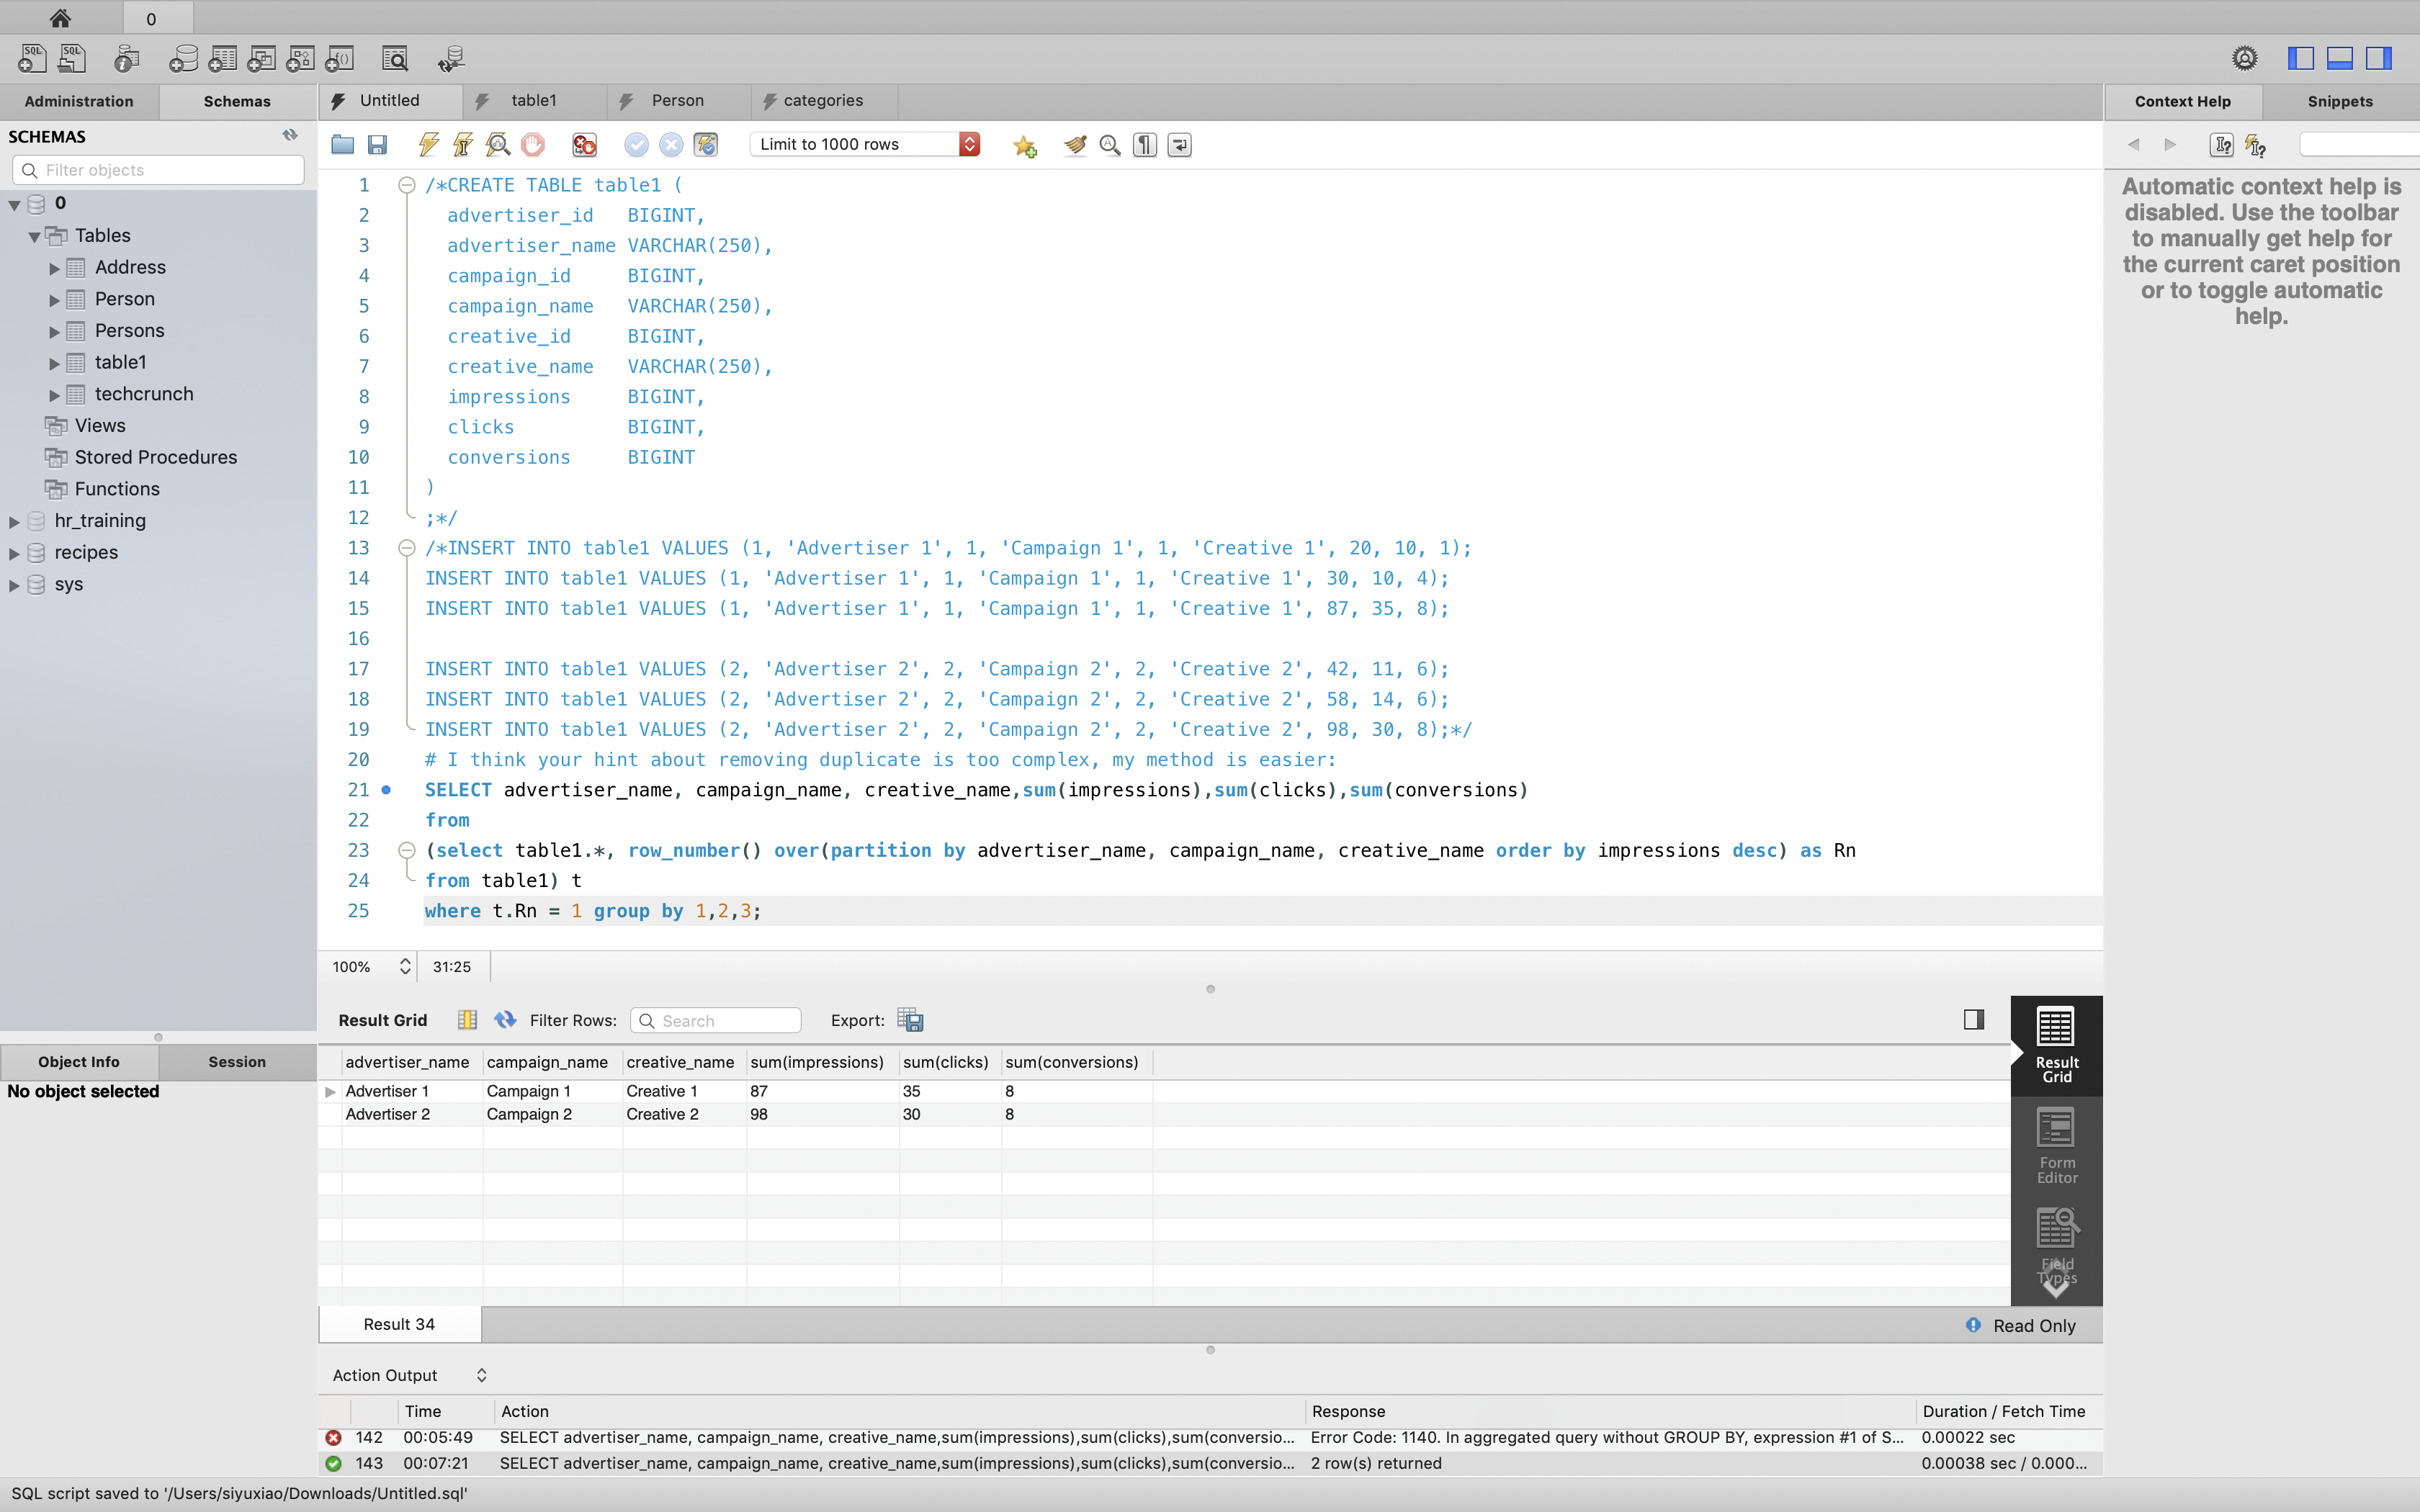 0
Administration
Schemas
Untitled
table1
Person
categories
Context Help
Snippets
SCHEMAS
Filter objects
0
Tables
Address
Person
Persons
table1
techcrunch
Views
Stored Procedures
Functions
hr_training
recipes
sys
Object Info
Session
No object selected
Limit to 1000 rows
1 /*CREATE TABLE table1 (
2 advertiser_id BIGINT,
3 advertiser_name VARCHAR(250),
4 campaign_id BIGINT,
5 campaign_name VARCHAR(250),
6 creative_id BIGINT,
7 creative_name VARCHAR(250),
8 impressions BIGINT,
9 clicks BIGINT,
10 conversions BIGINT
11 )
12 ;*/
13 /*INSERT INTO table1 VALUES (1, 'Advertiser 1', 1, 'Campaign 1', 1, 'Creative 1', 20, 10, 1);
14 INSERT INTO table1 VALUES (1, 'Advertiser 1', 1, 'Campaign 1', 1, 'Creative 1', 30, 10, 4);
15 INSERT INTO table1 VALUES (1, 'Advertiser 1', 1, 'Campaign 1', 1, 'Creative 1', 87, 35, 8);
16
17 INSERT INTO table1 VALUES (2, 'Advertiser 2', 2, 'Campaign 2', 2, 'Creative 2', 42, 11, 6);
18 INSERT INTO table1 VALUES (2, 'Advertiser 2', 2, 'Campaign 2', 2, 'Creative 2', 58, 14, 6);
19 INSERT INTO table1 VALUES (2, 'Advertiser 2', 2, 'Campaign 2', 2, 'Creative 2', 98, 30, 8);*/
20 # I think your hint about removing duplicate is too complex, my method is easier:
21 SELECT advertiser_name, campaign_name, creative_name,sum(impressions),sum(clicks),sum(conversions)
22 from
23 (select table1.*, row_number() over(partition by advertiser_name, campaign_name, creative_name order by impressions desc) as Rn
24 from table1) t
25 where t.Rn = 1 group by 1,2,3;
100% 31:25
Automatic context help is
disabled. Use the toolbar
to manually get help for
the current caret position
or to toggle automatic
help.
Result Grid Filter Rows: Search Export:
advertiser_name campaign_name creative_name sum(impressions) sum(clicks) sum(conversions)
Advertiser 1 Campaign 1 Creative 1 87 35 8
Advertiser 2 Campaign 2 Creative 2 98 30 8
Result
Grid
Form
Editor
Field
Types
Result 34
Read Only
Action Output
Time Action Response Duration / Fetch Time
142 00:05:49 SELECT advertiser_name, campaign_name, creative_name,sum(impressions),sum(clicks),sum(conversio... Error Code: 1140. In aggregated query without GROUP BY, expression #1 of S... 0.00022 sec
143 00:07:21 SELECT advertiser_name, campaign_name, creative_name,sum(impressions),sum(clicks),sum(conversio... 2 row(s) returned 0.00038 sec / 0.000...
SQL script saved to '/Users/siyuxiao/Downloads/Untitled.sql'